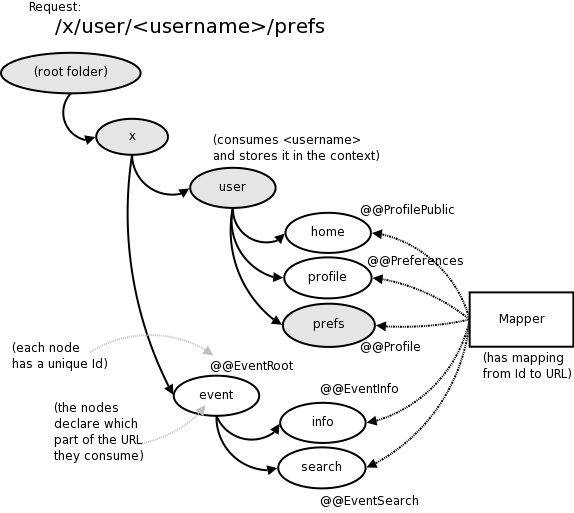 Request:
/x/user/<username>/prefs
(root folder)
x
(consumes <username>
and stores it in the context)
user
@@ProfilePublic
home
@@Preferences
profile
prefs
@@Profile
Mapper
(has mapping
from Id to URL)
(each node
has a unique Id)
@@EventRoot
event
(the nodes
declare which
part of the URL
they consume)
@@EventInfo
info
search
@@EventSearch